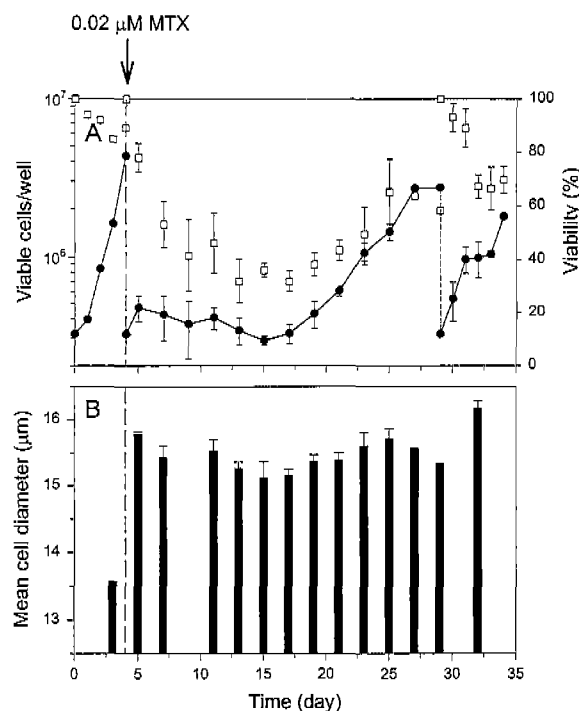 0.02 μM MTX
A
Viable cells/well
10⁷
10⁶
100
80
60
40
20
0
Viability (%)
B
Mean cell diameter (μm)
16
15
14
13
0 5 10 15 20 25 30 35
Time (day)